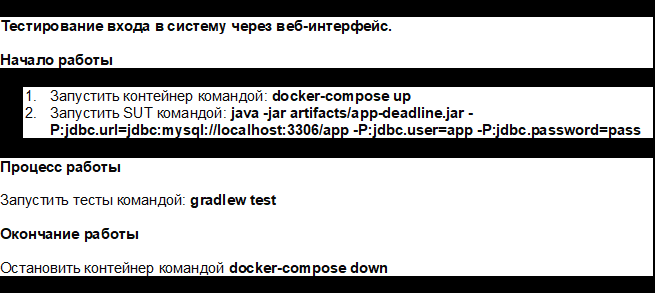 Тестирование входа в систему через веб-интерфейс.
Начало работы
1. Запустить контейнер командой: docker-compose up
2. Запустить SUT командой: java -jar artifacts/app-deadline.jar -
P:jdbc.url=jdbc:mysql://localhost:3306/app -P:jdbc.user=app -P:jdbc.password=pass
Процесс работы
Запустить тесты командой: gradlew test
Окончание работы
Остановить контейнер командой docker-compose down